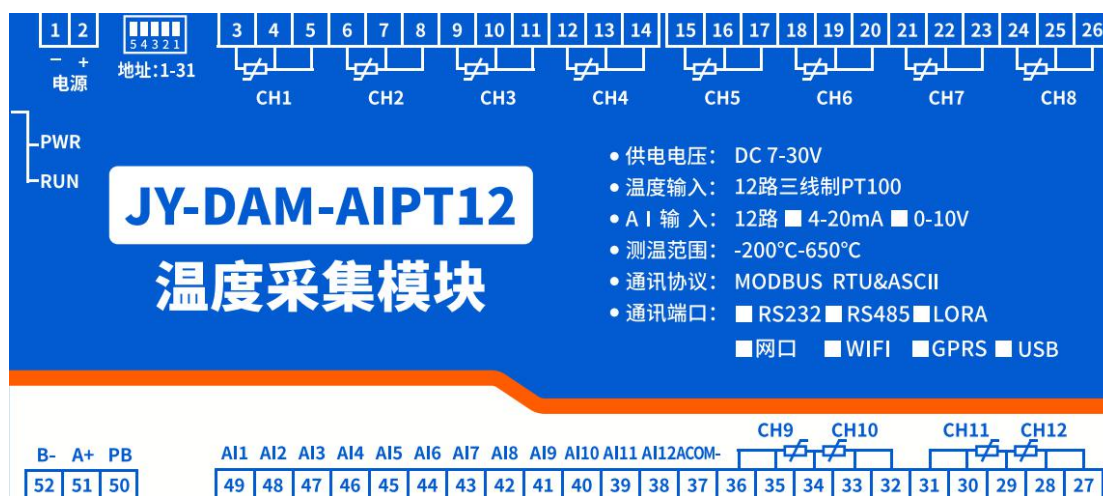 1 2 3 4 5 6 7 8 9 10 11 12 13 14 15 16 17 18 19 20 21 22 23 24 25 26
5 4 3 2 1
− +
电源
地址:1-31
CH1 CH2 CH3 CH4 CH5 CH6 CH7 CH8
PWR
RUN
JY-DAM-AIPT12
温度采集模块
● 供电电压： DC 7-30V
● 温度输入： 12路三线制PT100
● A I 输 入： 12路 ■ 4-20mA ■ 0-10V
● 测温范围： -200℃-650℃
● 通讯协议： MODBUS RTU&ASCII
● 通讯端口： ■ RS232 ■ RS485 ■ LORA
■ 网口 ■ WIFI ■ GPRS ■ USB
CH9 CH10 CH11 CH12
B- A+ PB AI1 AI2 AI3 AI4 AI5 AI6 AI7 AI8 AI9 AI10 AI11 AI12 ACOM-
52 51 50 49 48 47 46 45 44 43 42 41 40 39 38 37 36 35 34 33 32 31 30 29 28 27